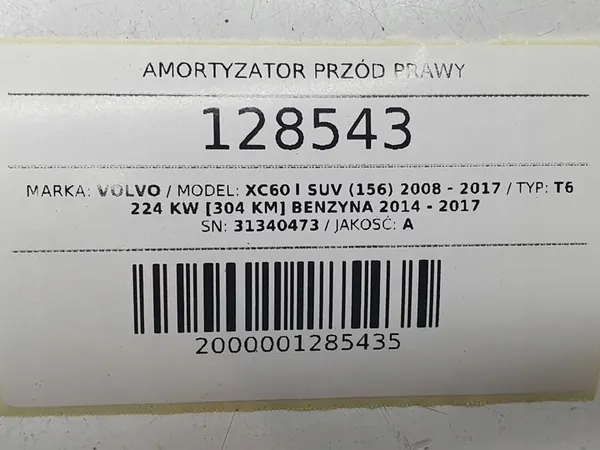 AMORTYZATOR PRZÓD PRAWY
128543
MARKA: VOLVO / MODEL: XC60 I SUV (156) 2008 - 2017 / TYP: T6
224 KW [304 KM] BENZYNA 2014 - 2017
SN: 31340473 / JAKOŚĆ: A
2000001285435